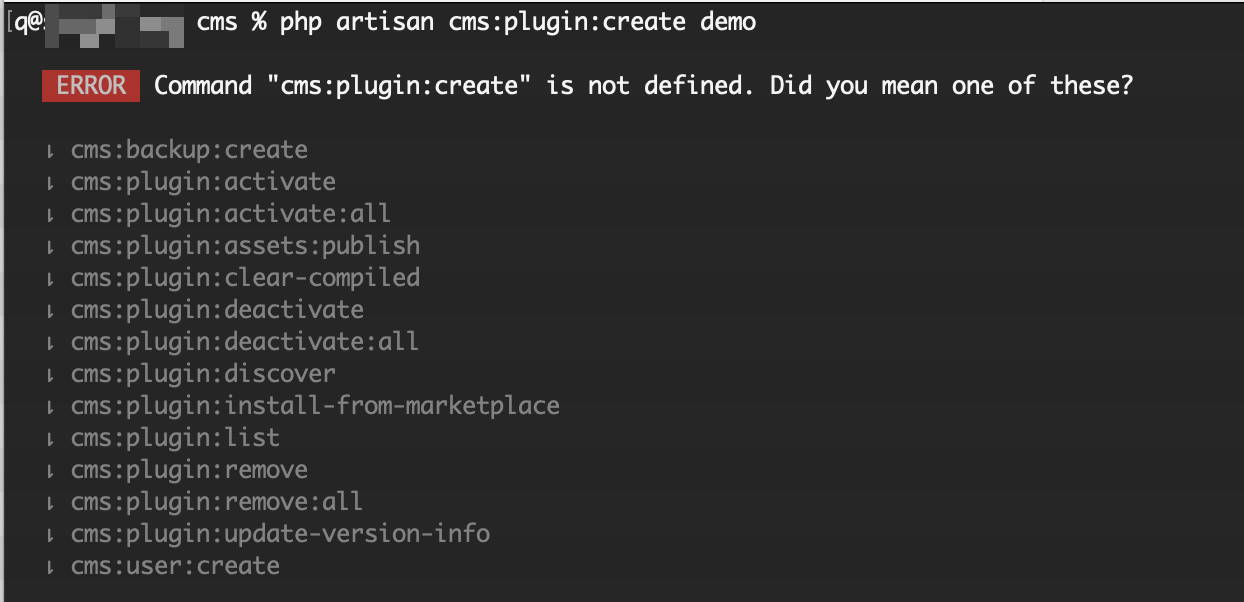 [q@ cms % php artisan cms:plugin:create demo
ERROR Command "cms:plugin:create" is not defined. Did you mean one of these?
⇂ cms:backup:create
⇂ cms:plugin:activate
⇂ cms:plugin:activate:all
⇂ cms:plugin:assets:publish
⇂ cms:plugin:clear-compiled
⇂ cms:plugin:deactivate
⇂ cms:plugin:deactivate:all
⇂ cms:plugin:discover
⇂ cms:plugin:install-from-marketplace
⇂ cms:plugin:list
⇂ cms:plugin:remove
⇂ cms:plugin:remove:all
⇂ cms:plugin:update-version-info
⇂ cms:user:create